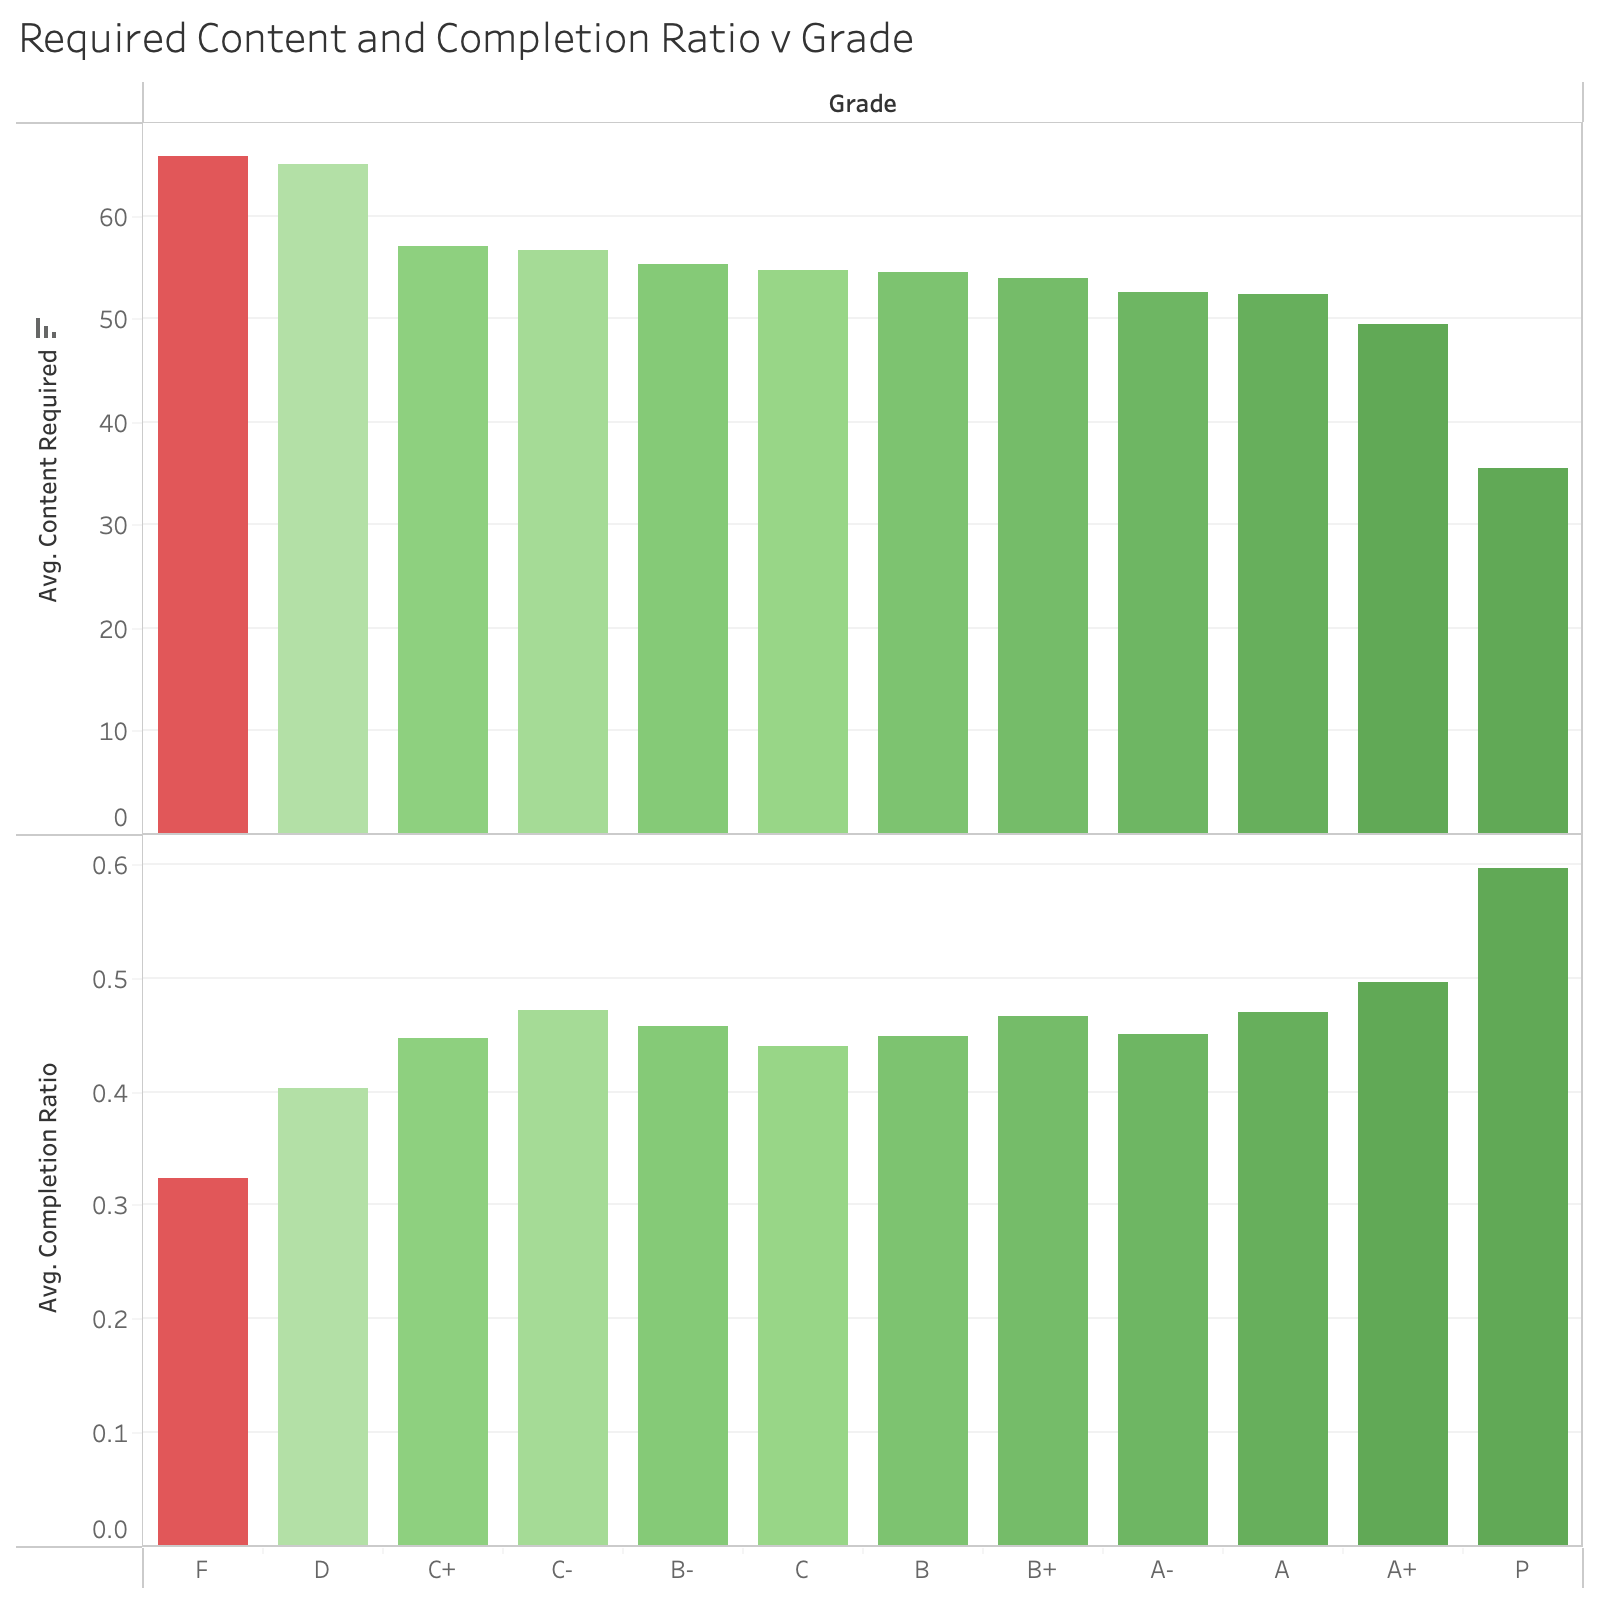 Required Content and Completion Ratio v Grade
Grade
60
50
40
30
20
10
0
Avg. Content Required
0.6
0.5
0.4
0.3
0.2
0.1
0.0
Avg. Completion Ratio
F D C+ C- B- C B B+ A- A A+ P